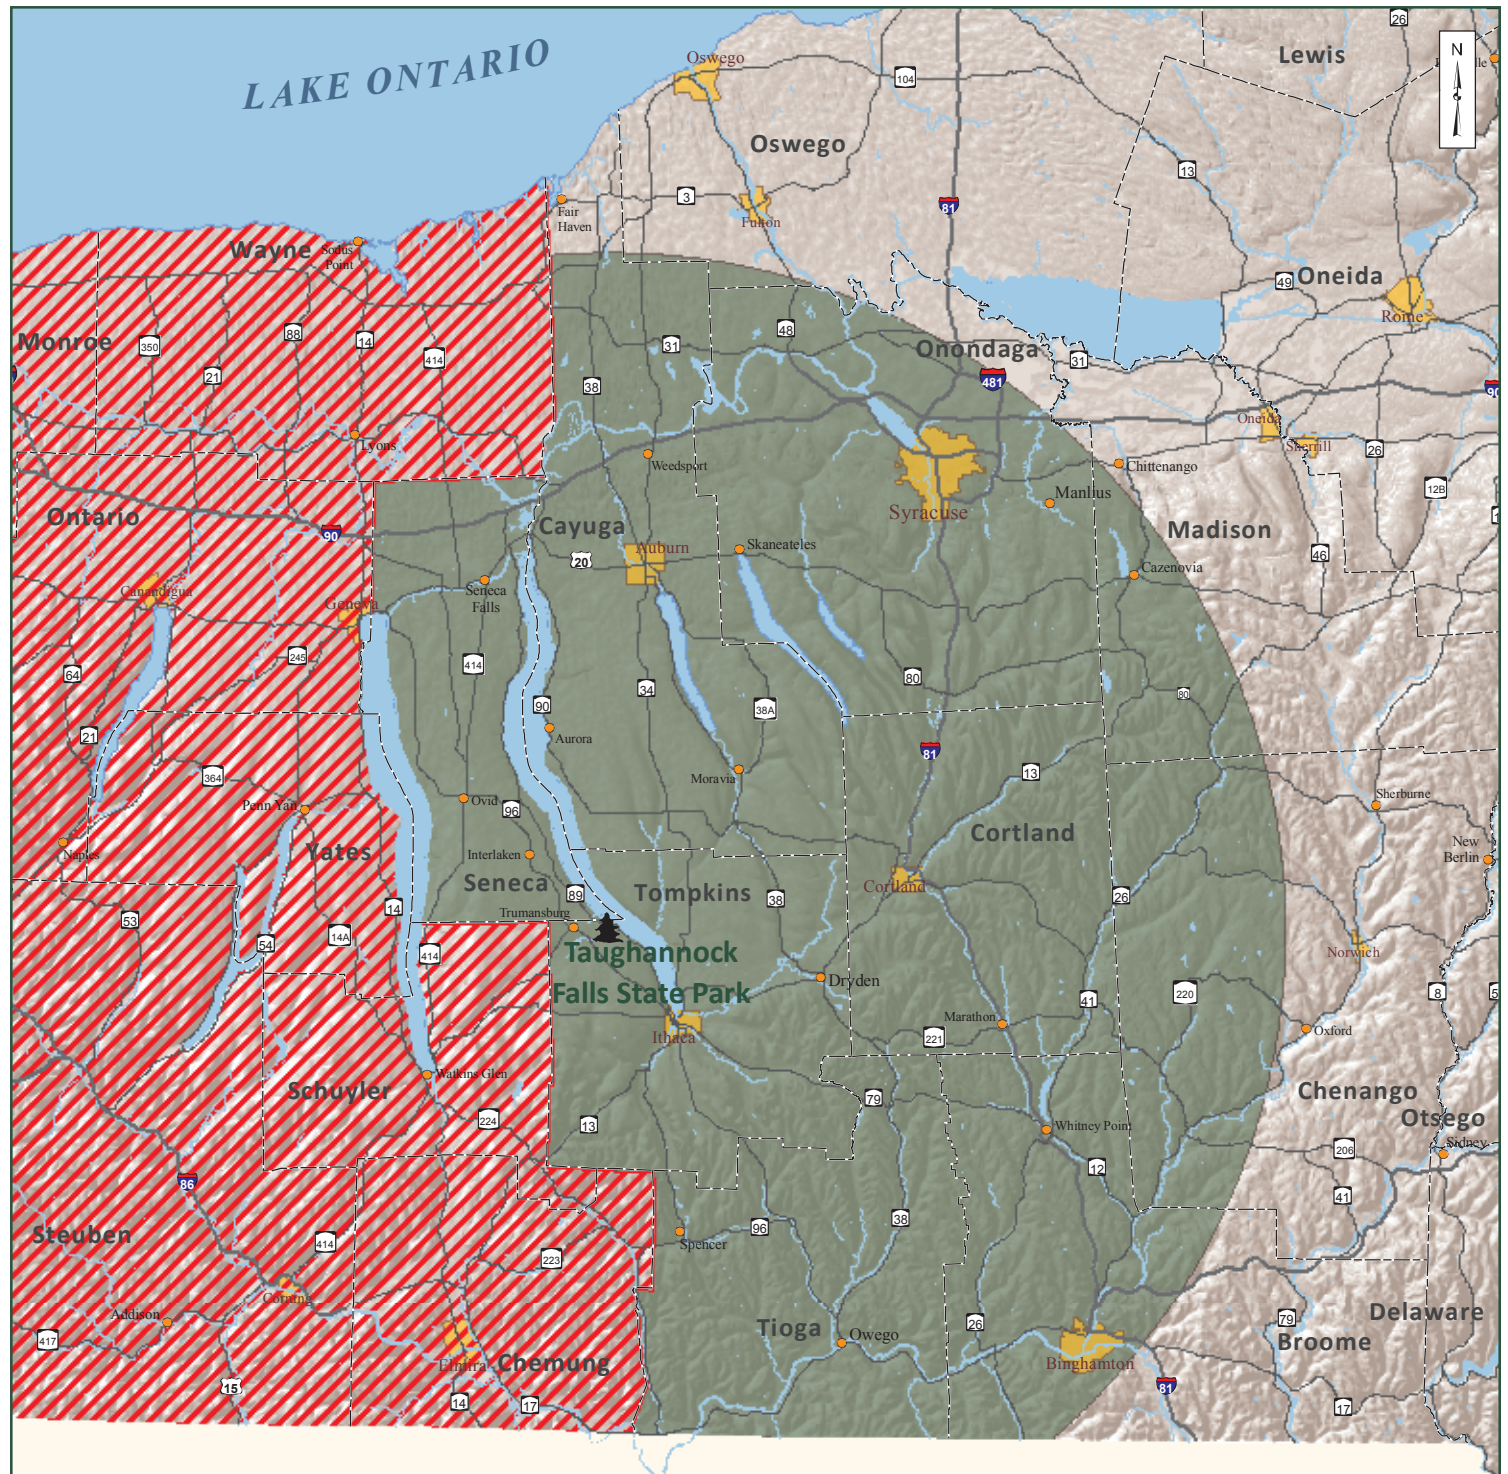 26
Lewis
N
LAKE ONTARIO
Oswego
104
Oswego
13
3
81
Fair
Haven
Fulton
Wayne
Sodus
Point
49
Oneida
Rome
Monroe
350
88
14
414
21
31
48
Onondaga
31
481
38
90
Oneida
Sherrill
26
Lyons
Weedsport
Chittenango
12B
Manlius
Syracuse
Ontario
90
Cayuga
20
Auburn
Skaneateles
Madison
46
Cazenovia
Canandigua
Geneva
Seneca
Falls
414
245
64
34
80
80
90
38A
21
Aurora
81
13
364
Moravia
Penn Yan
Ovid
96
Sherburne
Cortland
New
Berlin
Naples
Yates
Interlaken
Seneca
Tompkins
Cortland
89
38
26
14
Trumansburg
53
14A
54
414
Taughannock
Falls State Park
Norwich
Dryden
41
220
8
Marathon
221
Oxford
Ithaca
Watkins Glen
Schuyler
224
13
79
Chenango
Otsego
Whitney Point
206
Sidney
12
86
41
Steuben
414
223
96
38
Spencer
Corning
Addison
417
26
79
Delaware
Tioga
Owego
Broome
Elmira
Chemung
Binghamton
15
14
17
81
17